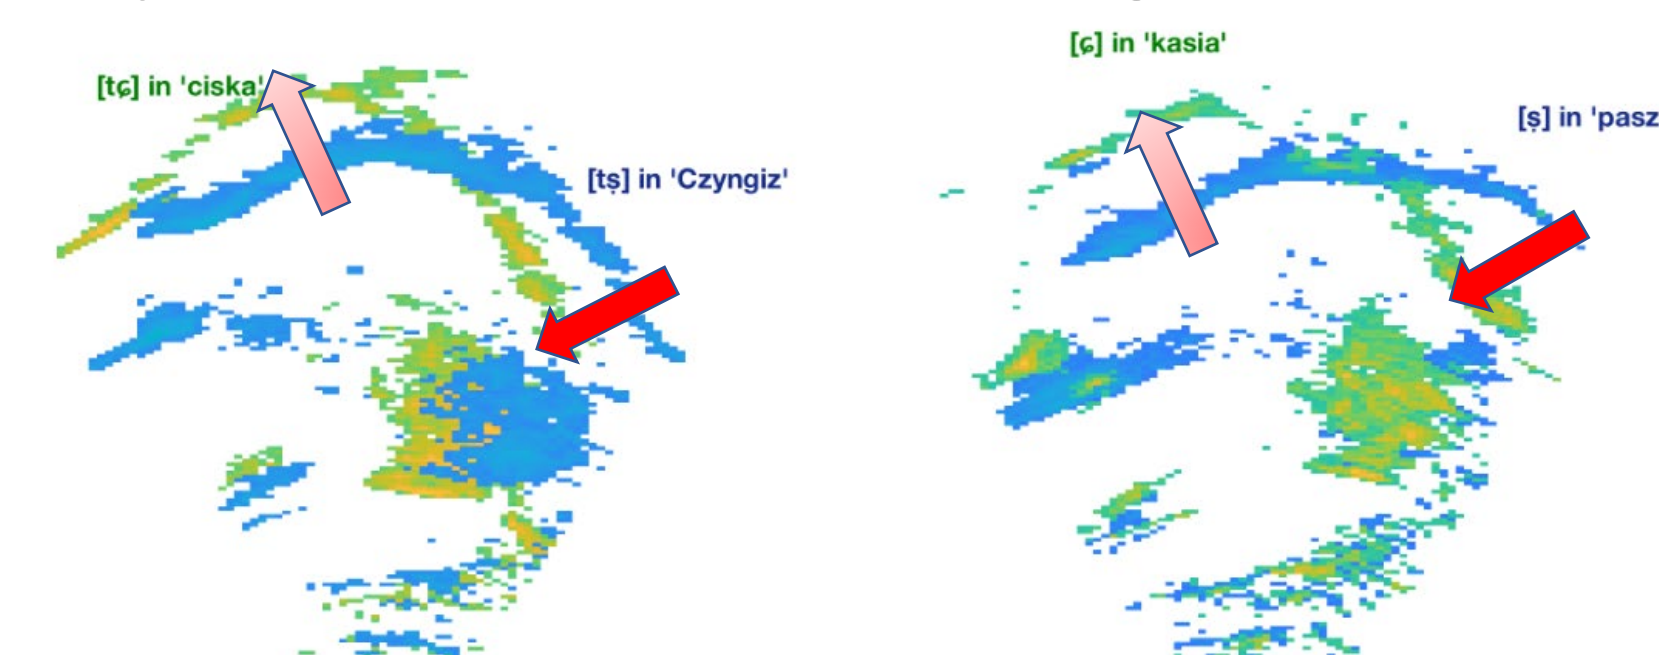 [tɕ] in 'ciska'
[tʂ] in 'Czyngiz'
[ɕ] in 'kasia'
[ʂ] in 'pasz